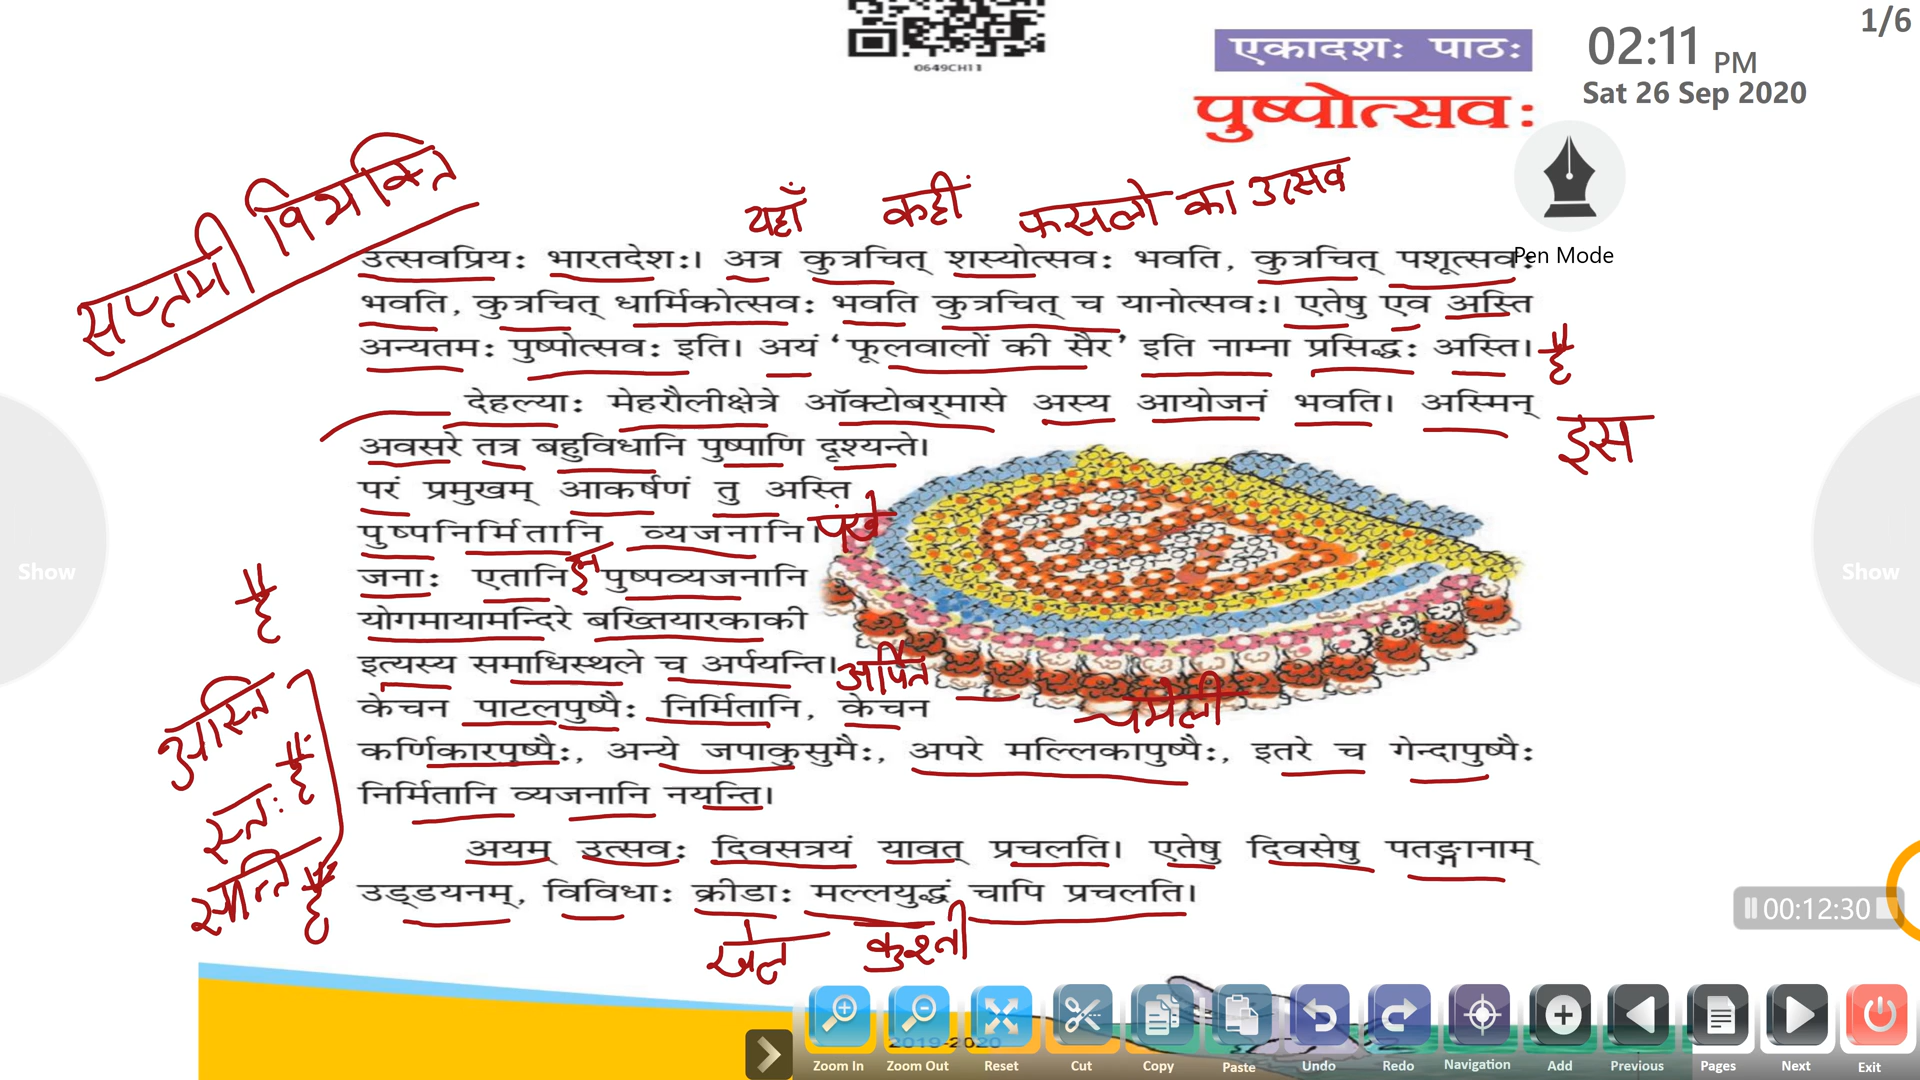 1/6
एकादशः पाठः
02:11 PM
Sat 26 Sep 2020
0649CH11
पुष्पोत्सवः
Pen Mode
सप्तमी विभक्ति
यहाँ कहीं फसलो का उत्सव
उत्सवप्रियः भारतदेशः। अत्र कुत्रचित् शस्योत्सवः भवति, कुत्रचित् पशूत्सवः
भवति, कुत्रचित् धार्मिकोत्सवः भवति कुत्रचित् च यानोत्सवः। एतेषु एव अस्ति
अन्यतमः पुष्पोत्सवः इति। अयं ‘फूलवालों की सैर’ इति नाम्ना प्रसिद्धः अस्ति। है
देहल्याः मेहरौलीक्षेत्रे ऑक्टोबर्‌मासे अस्य आयोजनं भवति। अस्मिन् इस
अवसरे तत्र बहुविधानि पुष्पाणि दृश्यन्ते।
परं प्रमुखम् आकर्षणं तु अस्ति
पुष्पनिर्मितानि व्यजनानि। पंखे
जनाः एतानि इन पुष्पव्यजनानि
योगमायामन्दिरे बख्तियारकाकी
इत्यस्य समाधिस्थले च अर्पयन्ति। अर्पित
केचन पाटलपुष्पैः निर्मितानि, केचन चमेली
कर्णिकारपुष्पैः, अन्ये जपाकुसुमैः, अपरे मल्लिकापुष्पैः, इतरे च गेन्दापुष्पैः
निर्मितानि व्यजनानि नयन्ति।
अयम् उत्सवः दिवसत्रयं यावत् प्रचलति। एतेषु दिवसेषु पतङ्गानाम्
उड्डयनम्, विविधाः क्रीडाः मल्लयुद्धं चापि प्रचलति।
खेल कुश्ती
है
अस्ति
स्तः हैं
सन्ति हैं
Show
Show
00:12:30
2019-2020
Zoom In Zoom Out Reset Cut Copy Paste Undo Redo Navigation Add Previous Pages Next Exit